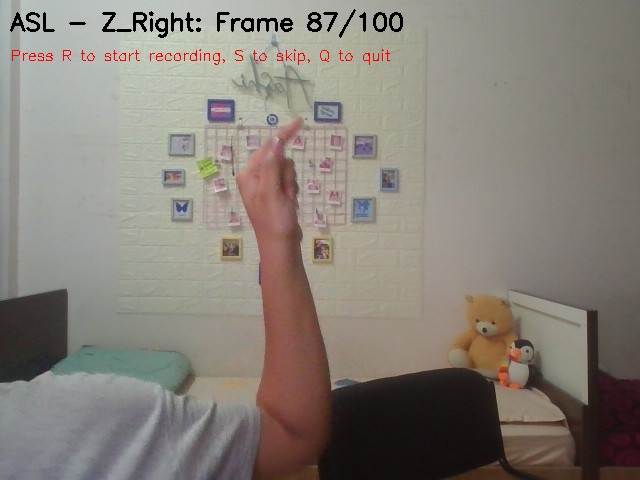 ASL - Z_Right: Frame 87/100
Press R to start recording, S to skip, Q to quit